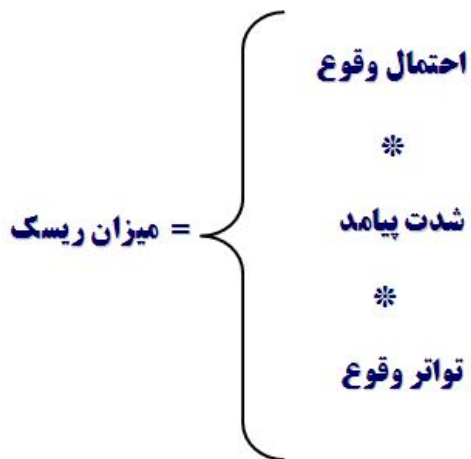 احتمال وقوع
*
شدت پیامد
*
تواتر وقوع
میزان ریسک =